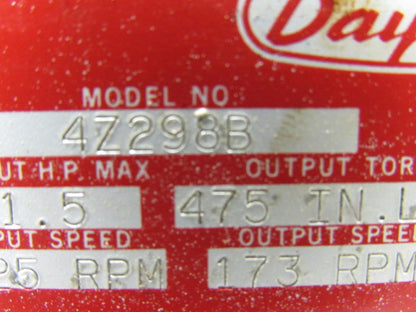 Day
MODEL NO
4Z298B
UT H.P. MAX OUTPUT TOR
1.5 475 IN.L
PUT SPEED OUTPUT SPEE
25 RPM 173 RPM